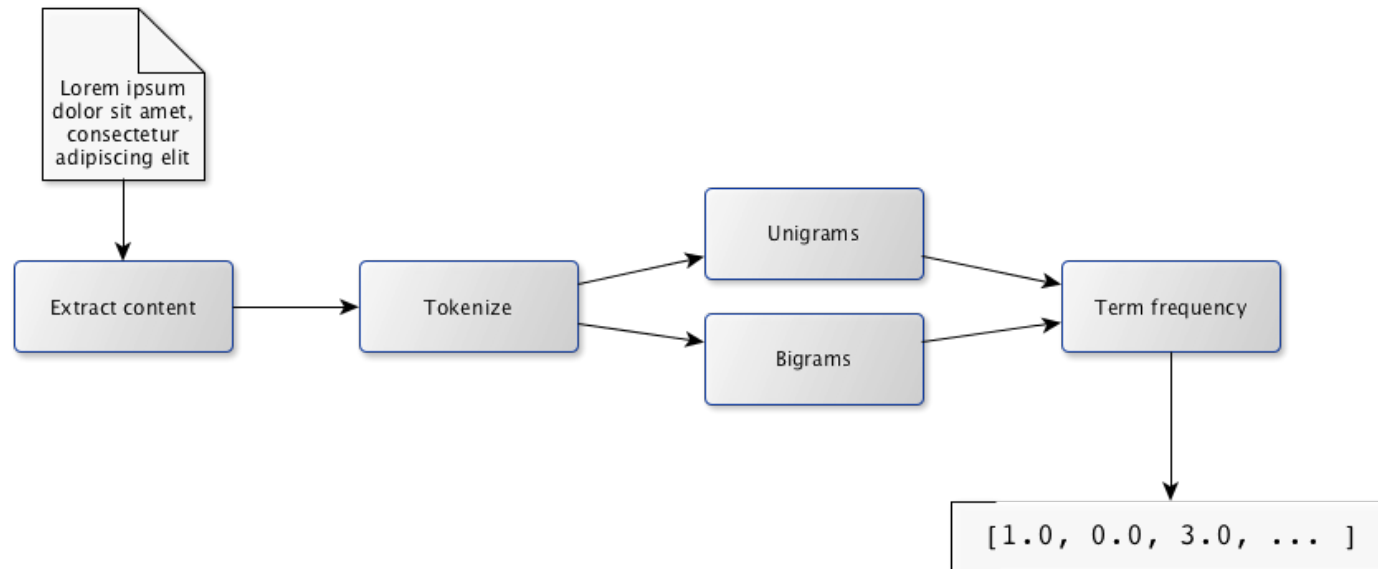 Lorem ipsum
dolor sit amet,
consectetur
adipiscing elit
Extract content
Tokenize
Unigrams
Bigrams
Term frequency
[1.0, 0.0, 3.0, ... ]